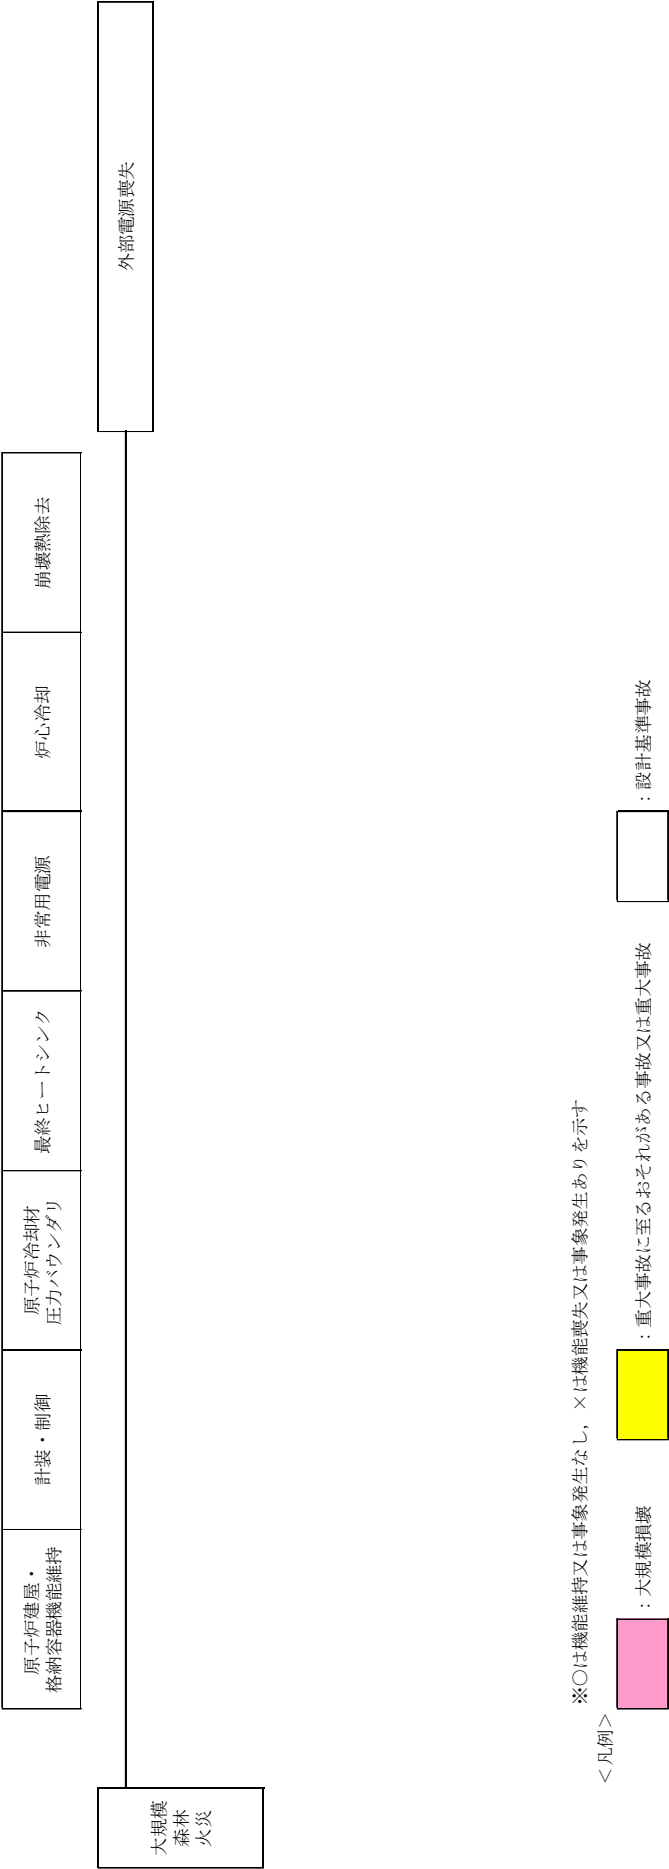 原子炉建屋・
格納容器機能維持
計装・制御
原子炉冷却材
圧力バウンダリ
最終ヒートシンク
非常用電源
炉心冷却
崩壊熱除去
大規模
森林
火災
外部電源喪失
※○は機能維持又は事象発生なし，×は機能喪失又は事象発生ありを示す
＜凡例＞
：大規模損壊
：重大事故に至るおそれがある事故又は重大事故
：設計基準事故